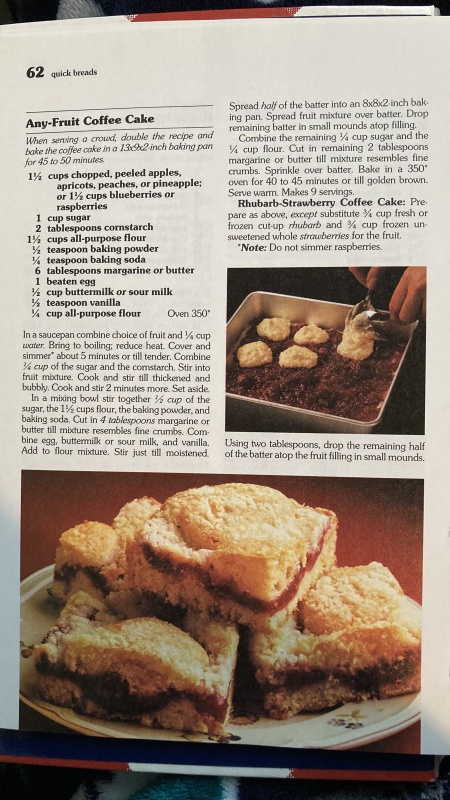 62 quick breads
Any-Fruit Coffee Cake
When serving a crowd, double the recipe and
bake the coffee cake in a 13x9x2-inch baking pan
for 45 to 50 minutes.
1½ cups chopped, peeled apples,
apricots, peaches, or pineapple;
or 1½ cups blueberries or
raspberries
1 cup sugar
2 tablespoons cornstarch
1½ cups all-purpose flour
½ teaspoon baking powder
¼ teaspoon baking soda
6 tablespoons margarine or butter
1 beaten egg
½ cup buttermilk or sour milk
½ teaspoon vanilla
¼ cup all-purpose flour Oven 350°
In a saucepan combine choice of fruit and ¼ cup
water. Bring to boiling; reduce heat. Cover and
simmer* about 5 minutes or till tender. Combine
¼ cup of the sugar and the cornstarch. Stir into
fruit mixture. Cook and stir till thickened and
bubbly. Cook and stir 2 minutes more. Set aside.
In a mixing bowl stir together ½ cup of the
sugar, the 1½ cups flour, the baking powder, and
baking soda. Cut in 4 tablespoons margarine or
butter till mixture resembles fine crumbs. Com-
bine egg, buttermilk or sour milk, and vanilla.
Add to flour mixture. Stir just till moistened.
Spread half of the batter into an 8x8x2-inch bak-
ing pan. Spread fruit mixture over batter. Drop
remaining batter in small mounds atop filling.
Combine the remaining ¼ cup sugar and the
¼ cup flour. Cut in remaining 2 tablespoons
margarine or butter till mixture resembles fine
crumbs. Sprinkle over batter. Bake in a 350°
oven for 40 to 45 minutes or till golden brown.
Serve warm. Makes 9 servings.
Rhubarb-Strawberry Coffee Cake: Pre-
pare as above, except substitute ¾ cup fresh or
frozen cut-up rhubarb and ¾ cup frozen un-
sweetened whole strawberries for the fruit.
*Note: Do not simmer raspberries.
Using two tablespoons, drop the remaining half
of the batter atop the fruit filling in small mounds.